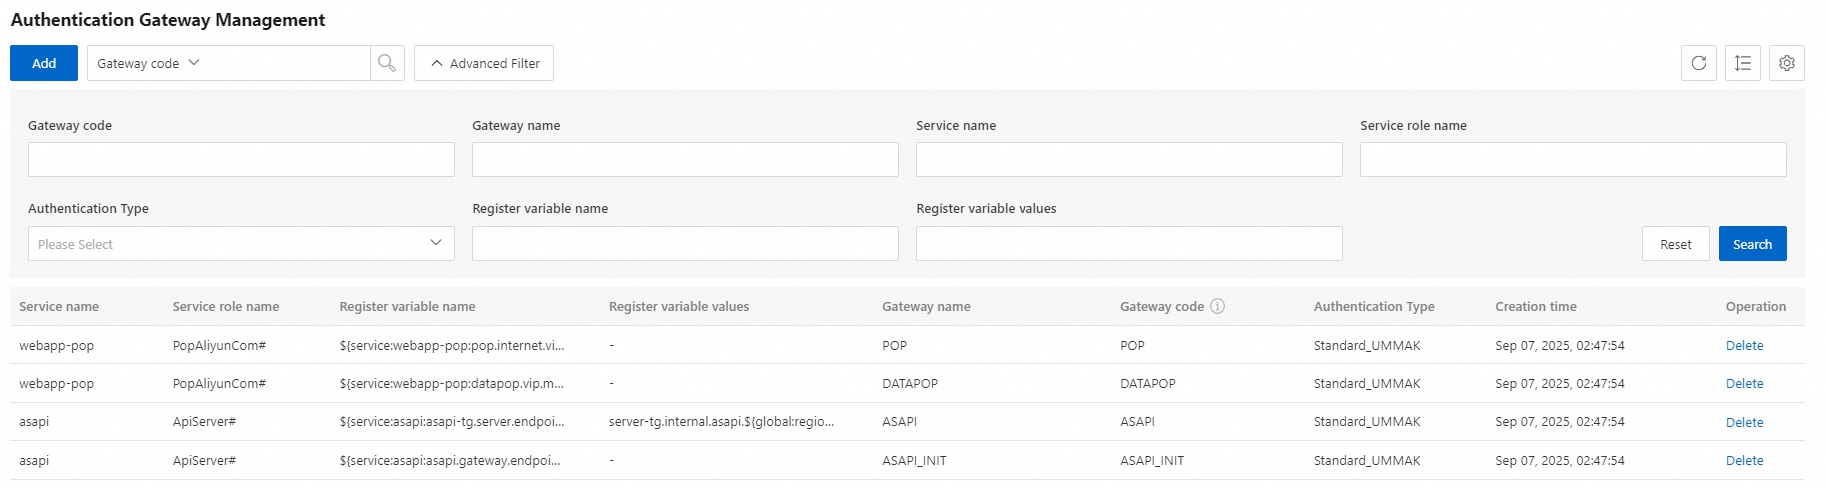 Authentication Gateway Management
Add Gateway code Advanced Filter
Gateway code Gateway name Service name Service role name
Authentication Type Register variable name Register variable values
Please Select Reset Search
Service name Service role name Register variable name Register variable values Gateway name Gateway code Authentication Type Creation time Operation
webapp-pop PopAliyunCom# ${service:webapp-pop:pop.internet.vi... - POP POP Standard_UMMAK Sep 07, 2025, 02:47:54 Delete
webapp-pop PopAliyunCom# ${service:webapp-pop:datapop.vip.m... - DATAPOP DATAPOP Standard_UMMAK Sep 07, 2025, 02:47:54 Delete
asapi ApiServer# ${service:asapi:asapi-tg.server.endpoi... server-tg.internal.asapi.${global:regio... ASAPI ASAPI Standard_UMMAK Sep 07, 2025, 02:47:54 Delete
asapi ApiServer# ${service:asapi:asapi.gateway.endpoi... - ASAPI_INIT ASAPI_INIT Standard_UMMAK Sep 07, 2025, 02:47:54 Delete